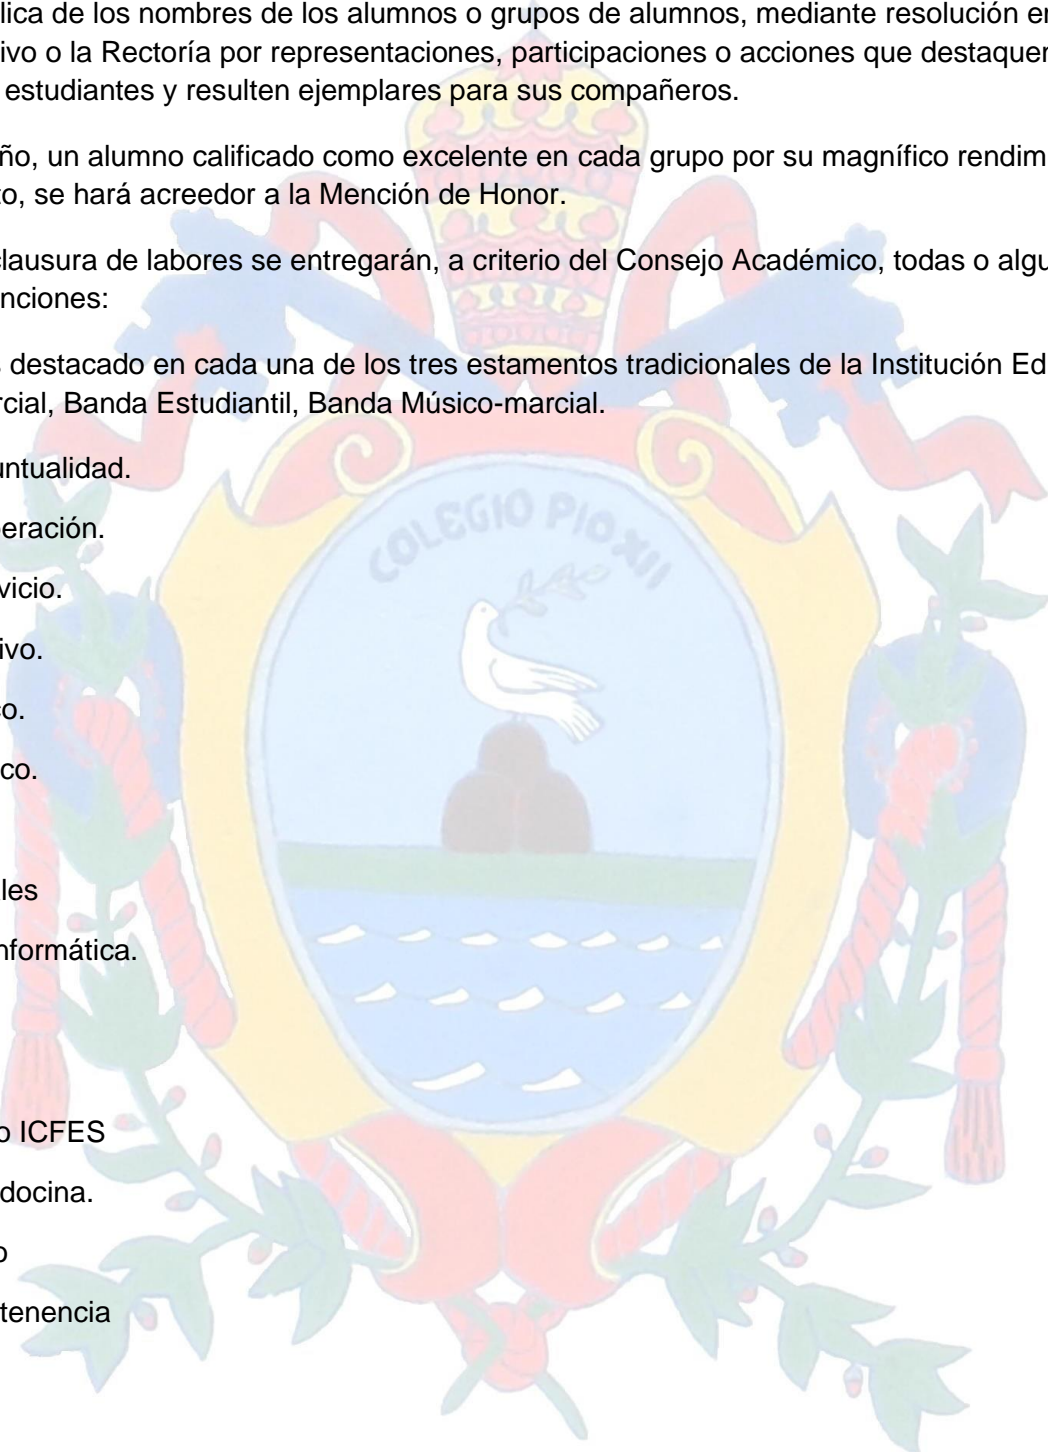 lica de los nombres de los alumnos o grupos de alumnos, mediante resolución en
ivo o la Rectoría por representaciones, participaciones o acciones que destaquen
estudiantes y resulten ejemplares para sus compañeros.
ño, un alumno calificado como excelente en cada grupo por su magnífico rendim
to, se hará acreedor a la Mención de Honor.
clausura de labores se entregarán, a criterio del Consejo Académico, todas o algu
nciones:
s destacado en cada una de los tres estamentos tradicionales de la Institución Ed
rcial, Banda Estudiantil, Banda Músico-marcial.
untualidad.
peración.
vicio.
ivo.
co.
ico.
les
nformática.
o ICFES
docina.
o
tenencia
COLEGIO PIO XII